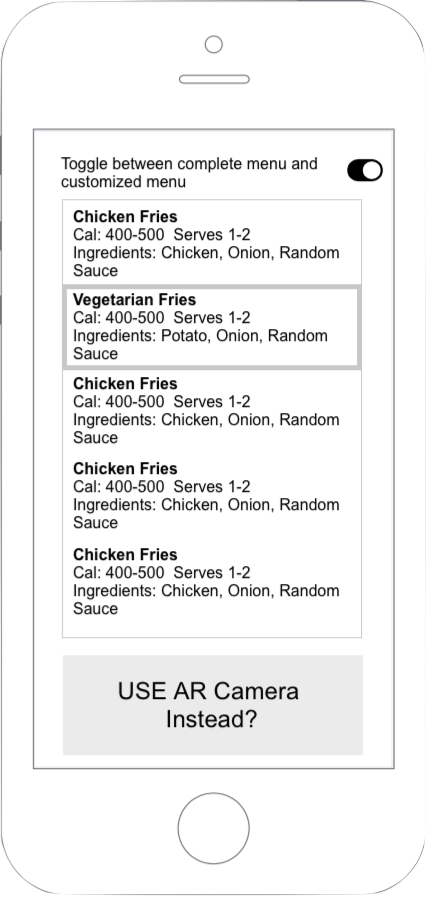 Toggle between complete menu and
customized menu
Chicken Fries
Cal: 400-500  Serves 1-2
Ingredients: Chicken, Onion, Random
Sauce
Vegetarian Fries
Cal: 400-500  Serves 1-2
Ingredients: Potato, Onion, Random
Sauce
Chicken Fries
Cal: 400-500  Serves 1-2
Ingredients: Chicken, Onion, Random
Sauce
Chicken Fries
Cal: 400-500  Serves 1-2
Ingredients: Chicken, Onion, Random
Sauce
Chicken Fries
Cal: 400-500  Serves 1-2
Ingredients: Chicken, Onion, Random
Sauce
USE AR Camera
Instead?